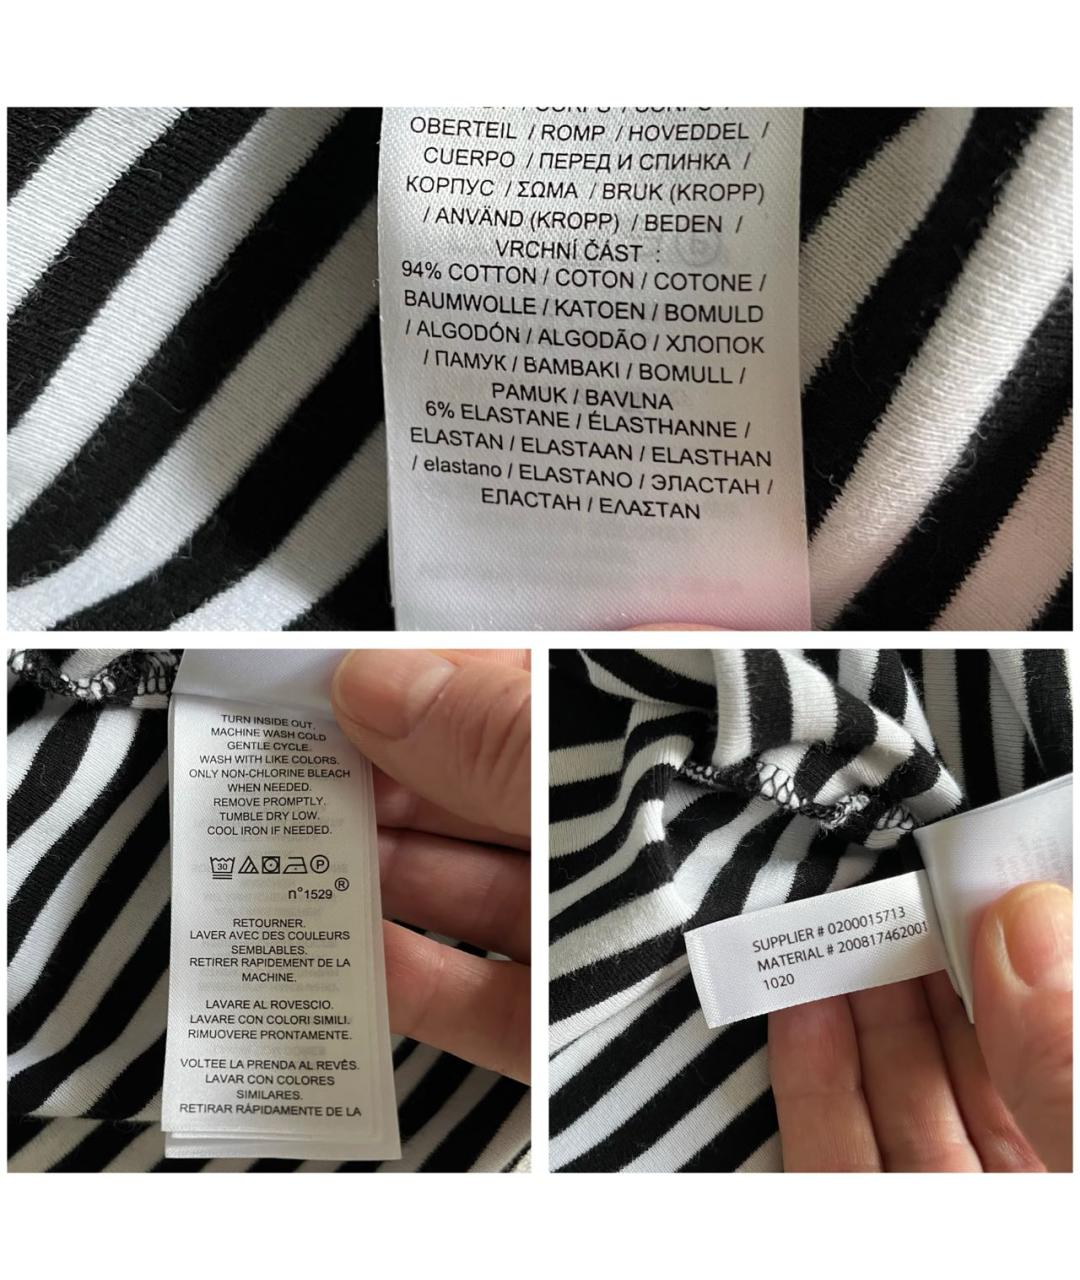 OBERTEIL / ROMP / HOVEDDEL /
CUERPO / ПЕРЕД И СПИНКА /
КОРПУС / ΣΩΜΑ / BRUK (KROPP)
/ ANVÄND (KROPP) / BEDEN /
VRCHNÍ ČÁST :
94% COTTON / COTON / COTONE /
BAUMWOLLE / KATOEN / BOMULD
/ ALGODÓN / ALGODÃO / ХЛОПОК
/ ПАМУК / BAMBAKI / BOMULL /
PAMUK / BAVLNA
6% ELASTANE / ÉLASTHANNE /
ELASTAN / ELASTAAN / ELASTHAN
/ elastano / ELASTANO / ЭЛАСТАН /
ЕЛАСТАН / ΕΛΑΣΤΑΝ
TURN INSIDE OUT.
MACHINE WASH COLD
GENTLE CYCLE.
WASH WITH LIKE COLORS.
ONLY NON-CHLORINE BLEACH
WHEN NEEDED.
REMOVE PROMPTLY.
TUMBLE DRY LOW.
COOL IRON IF NEEDED.
30 P
n°1529 ®
RETOURNER.
LAVER AVEC DES COULEURS
SEMBLABLES.
RETIRER RAPIDEMENT DE LA
MACHINE.
LAVARE AL ROVESCIO.
LAVARE CON COLORI SIMILI.
RIMUOVERE PRONTAMENTE.
VOLTEE LA PRENDA AL REVÉS.
LAVAR CON COLORES
SIMILARES.
RETIRAR RÁPIDAMENTE DE LA
SUPPLIER # 0200015713
MATERIAL # 200817462001
1020